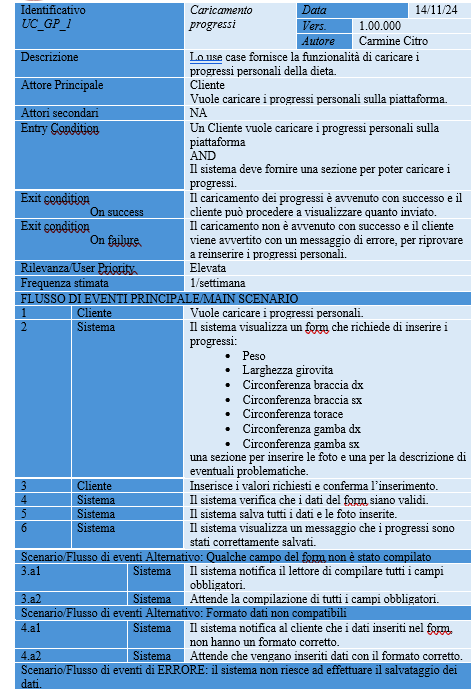 Identificativo
UC_GP_1
Caricamento
progressi
Data
14/11/24
Vers.
1.00.000
Autore
Carmine Citro
Descrizione
Lo use case fornisce la funzionalità di caricare i
progressi personali della dieta.
Attore Principale
Cliente
Vuole caricare i progressi personali sulla piattaforma.
Attori secondari
NA
Entry Condition
Un Cliente vuole caricare i progressi personali sulla
piattaforma
AND
Il sistema deve fornire una sezione per poter caricare i
progressi.
Exit condition
On success
Il caricamento dei progressi è avvenuto con successo e il
cliente può procedere a visualizzare quanto inviato.
Exit condition
On failure
Il caricamento non è avvenuto con successo e il cliente
viene avvertito con un messaggio di errore, per riprovare
a reinserire i progressi personali.
Rilevanza/User Priority
Elevata
Frequenza stimata
1/settimana
FLUSSO DI EVENTI PRINCIPALE/MAIN SCENARIO
1 Cliente Vuole caricare i progressi personali.
2 Sistema Il sistema visualizza un form che richiede di inserire i
progressi:
• Peso
• Larghezza girovita
• Circonferenza braccia dx
• Circonferenza braccia sx
• Circonferenza torace
• Circonferenza gamba dx
• Circonferenza gamba sx
una sezione per inserire le foto e una per la descrizione di
eventuali problematiche.
3 Cliente Inserisce i valori richiesti e conferma l’inserimento.
4 Sistema Il sistema verifica che i dati del form siano validi.
5 Sistema Il sistema salva tutti i dati e le foto inserite.
6 Sistema Il sistema visualizza un messaggio che i progressi sono
stati correttamente salvati.
Scenario/Flusso di eventi Alternativo: Qualche campo del form non è stato compilato
3.a1 Sistema Il sistema notifica il lettore di compilare tutti i campi
obbligatori.
3.a2 Sistema Attende la compilazione di tutti i campi obbligatori.
Scenario/Flusso di eventi Alternativo: Formato dati non compatibili
4.a1 Sistema Il sistema notifica al cliente che i dati inseriti nel form
non hanno un formato corretto.
4.a2 Sistema Attende che vengano inseriti dati con il formato corretto.
Scenario/Flusso di eventi di ERRORE: il sistema non riesce ad effettuare il salvataggio dei
dati.